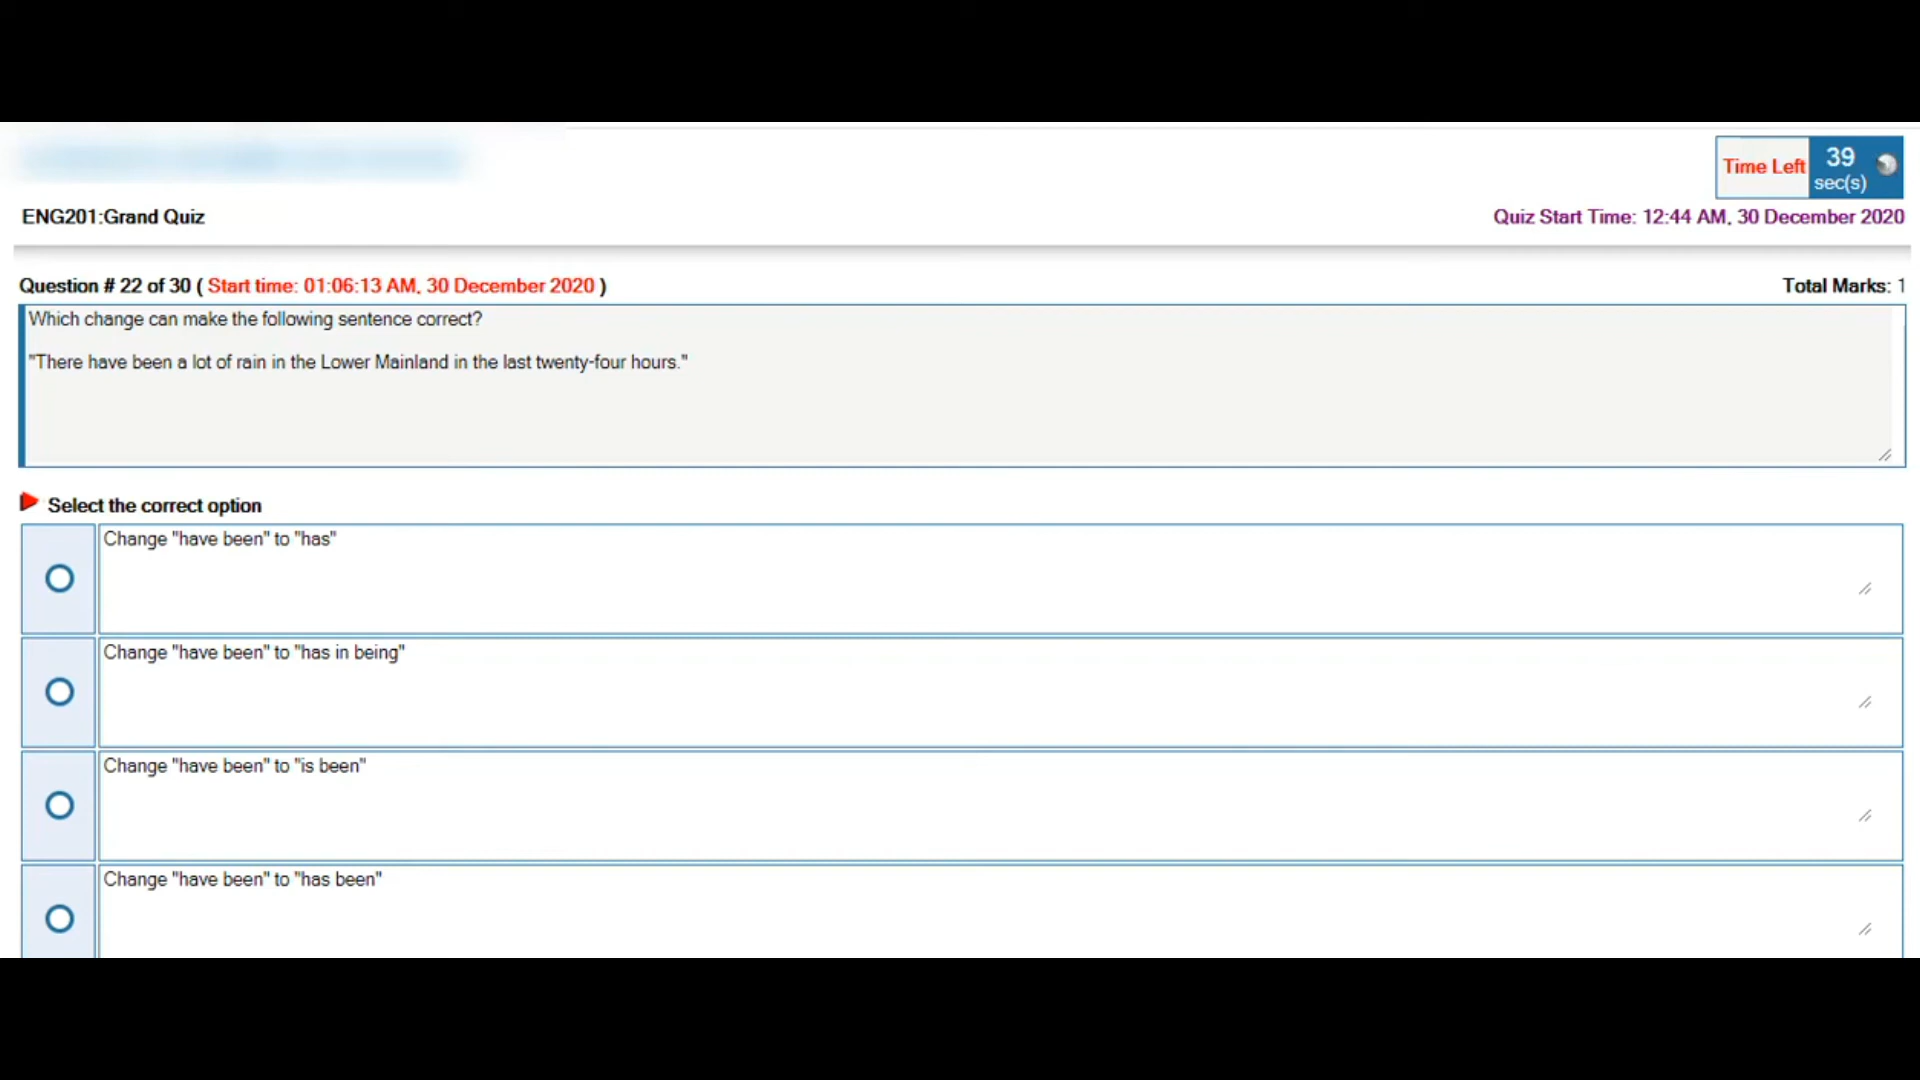 Time Left 39
sec(s)
ENG201:Grand Quiz
Quiz Start Time: 12:44 AM, 30 December 2020
Question # 22 of 30 ( Start time: 01:06:13 AM, 30 December 2020 )
Total Marks: 1
Which change can make the following sentence correct?
"There have been a lot of rain in the Lower Mainland in the last twenty-four hours."
Select the correct option
Change "have been" to "has"
Change "have been" to "has in being"
Change "have been" to "is been"
Change "have been" to "has been"